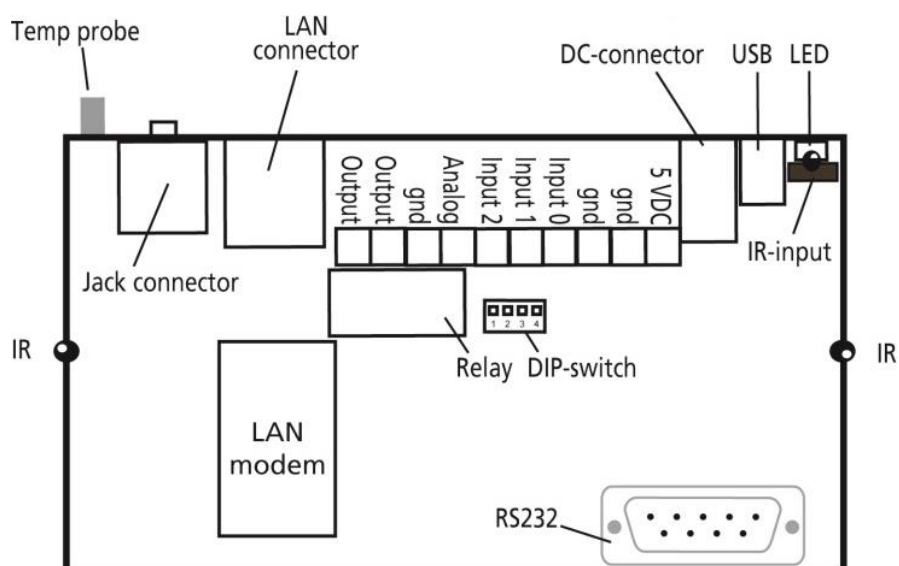 Temp probe
LAN
connector
DC-connector
USB
LED
Output
Output
gnd
Analog
Input 2
Input 1
Input 0
gnd
gnd
5 VDC
IR-input
Jack connector
1 2 3 4
IR
IR
Relay
DIP-switch
LAN
modem
RS232